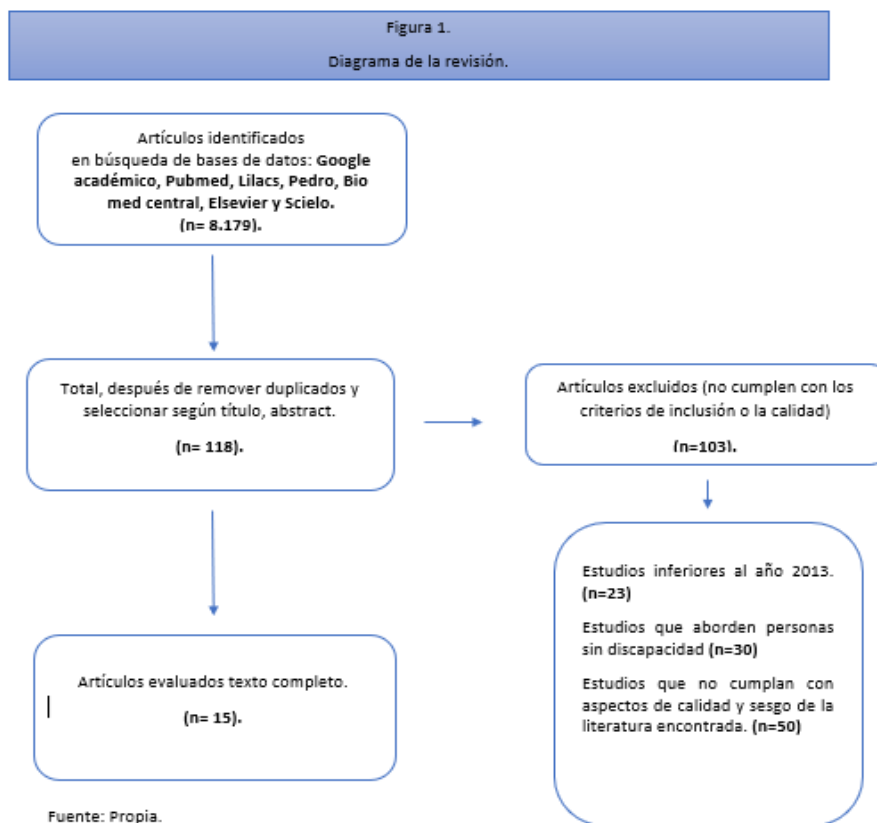 Figura 1.
Diagrama de la revisión.
Artículos identificados
en búsqueda de bases de datos: Google
académico, Pubmed, Lilacs, Pedro, Bio
med central, Elsevier y Scielo.
(n= 8.179).
Total, después de remover duplicados y
seleccionar según título, abstract.
(n= 118).
Artículos excluidos (no cumplen con los
criterios de inclusión o la calidad)
(n=103).
Estudios inferiores al año 2013.
(n=23)
Estudios que aborden personas
sin discapacidad (n=30)
Estudios que no cumplan con
aspectos de calidad y sesgo de la
literatura encontrada. (n=50)
Artículos evaluados texto completo.
(n= 15).
Fuente: Propia.